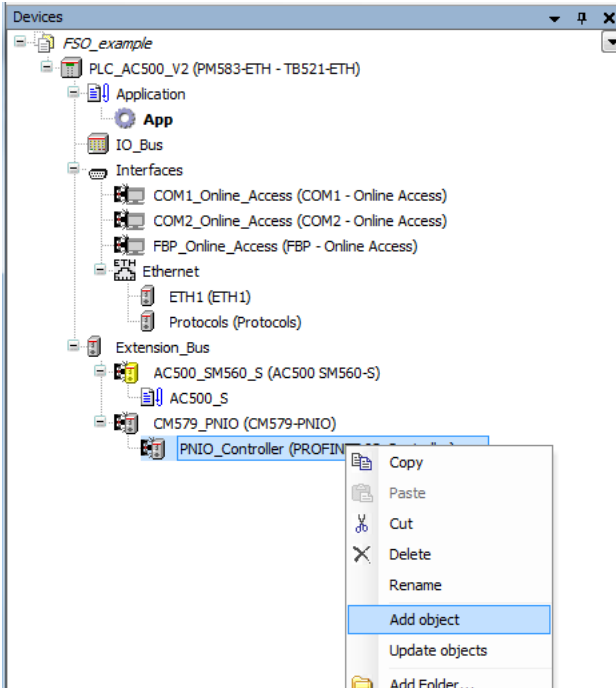 Devices
FSO_example
PLC_AC500_V2 (PM583-ETH - TB521-ETH)
Application
App
IO_Bus
Interfaces
COM1_Online_Access (COM1 - Online Access)
COM2_Online_Access (COM2 - Online Access)
FBP_Online_Access (FBP - Online Access)
ETH
Ethernet
ETH1 (ETH1)
Protocols (Protocols)
Extension_Bus
AC500_SM560_S (AC500 SM560-S)
AC500_S
CM579_PNIO (CM579-PNIO)
PNIO_Controller
Copy
Paste
Cut
Delete
Rename
Add object
Update objects
Add Folder...